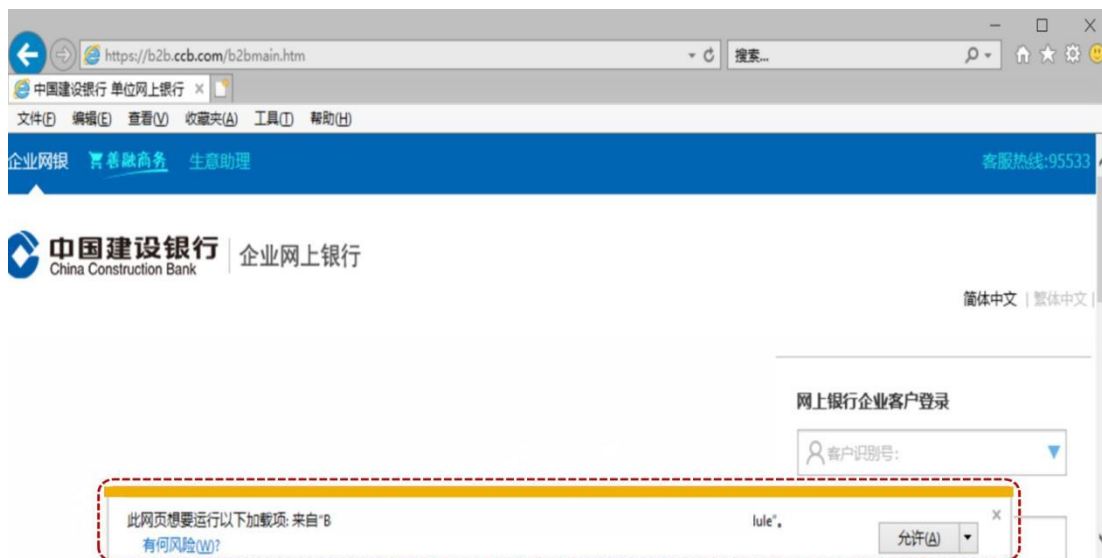 https://b2b.ccb.com/b2bmain.htm 搜索...
中国建设银行 单位网上银行
文件(F) 编辑(E) 查看(V) 收藏夹(A) 工具(T) 帮助(H)
企业网银 善融商务 生意助理 客服热线:95533
中国建设银行 企业网上银行
China Construction Bank
简体中文 | 繁体中文 |
网上银行企业客户登录
客户识别号:
此网页想要运行以下加载项: 来自"B lule"。
有何风险(W)? 允许(A)